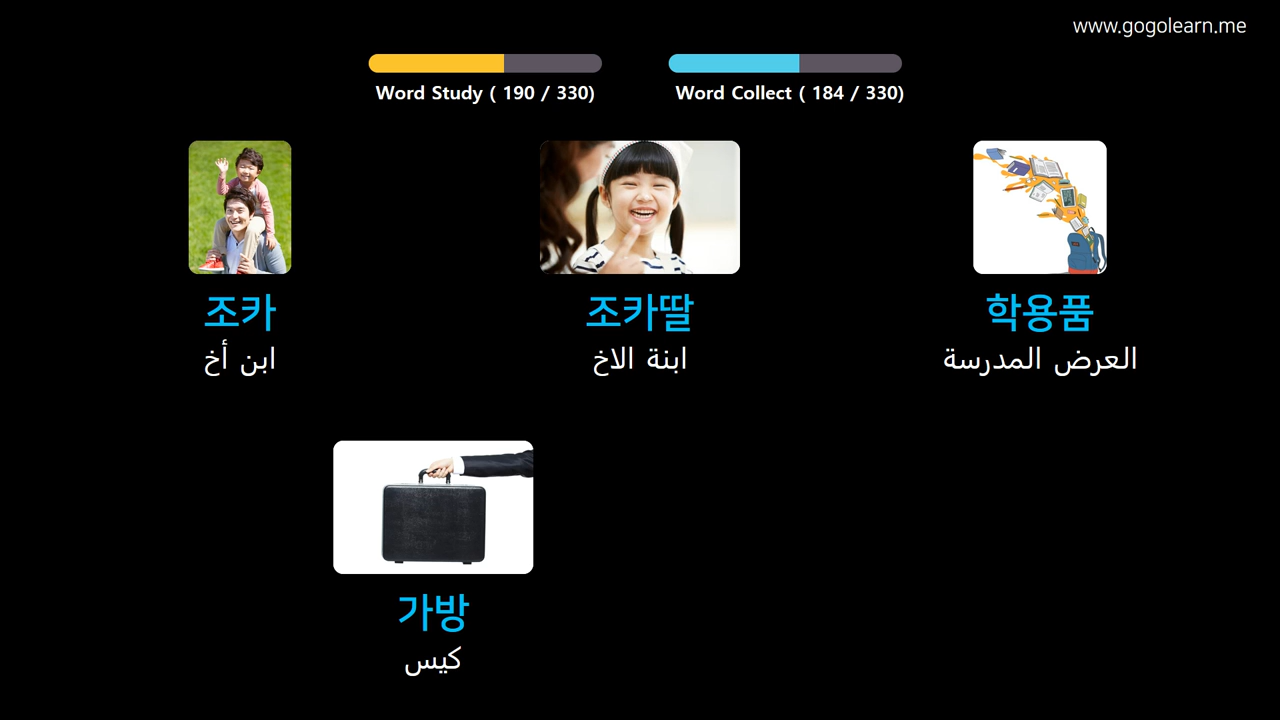 www.gogolearn.me
Word Study ( 190 / 330)
Word Collect ( 184 / 330)
조카
ابن أخ
조카딸
ابنة الاخ
학용품
العرض المدرسة
가방
كيس